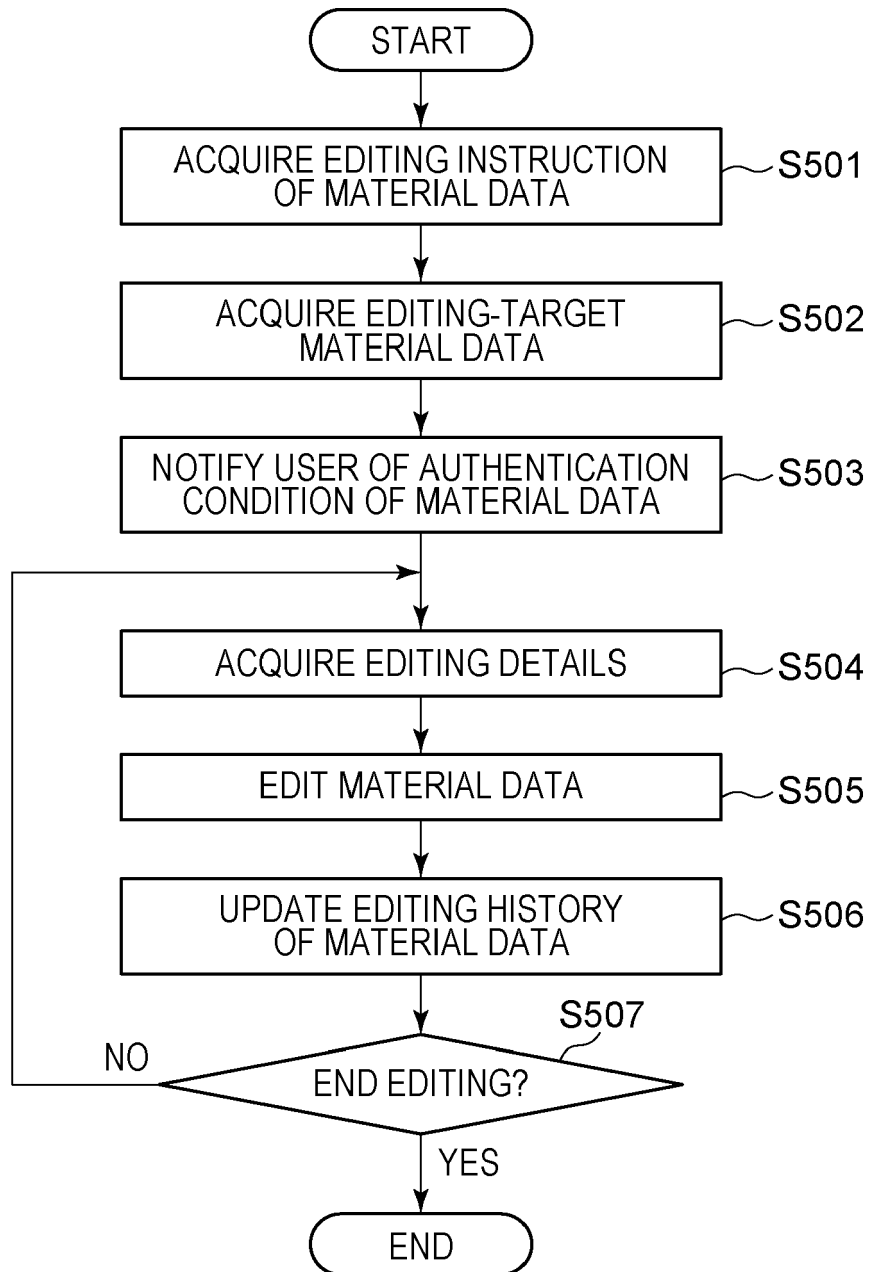 START
ACQUIRE EDITING INSTRUCTION
OF MATERIAL DATA
S501
ACQUIRE EDITING-TARGET
MATERIAL DATA
S502
NOTIFY USER OF AUTHENTICATION
CONDITION OF MATERIAL DATA
S503
ACQUIRE EDITING DETAILS
S504
EDIT MATERIAL DATA
S505
UPDATE EDITING HISTORY
OF MATERIAL DATA
S506
S507
NO
END EDITING?
YES
END